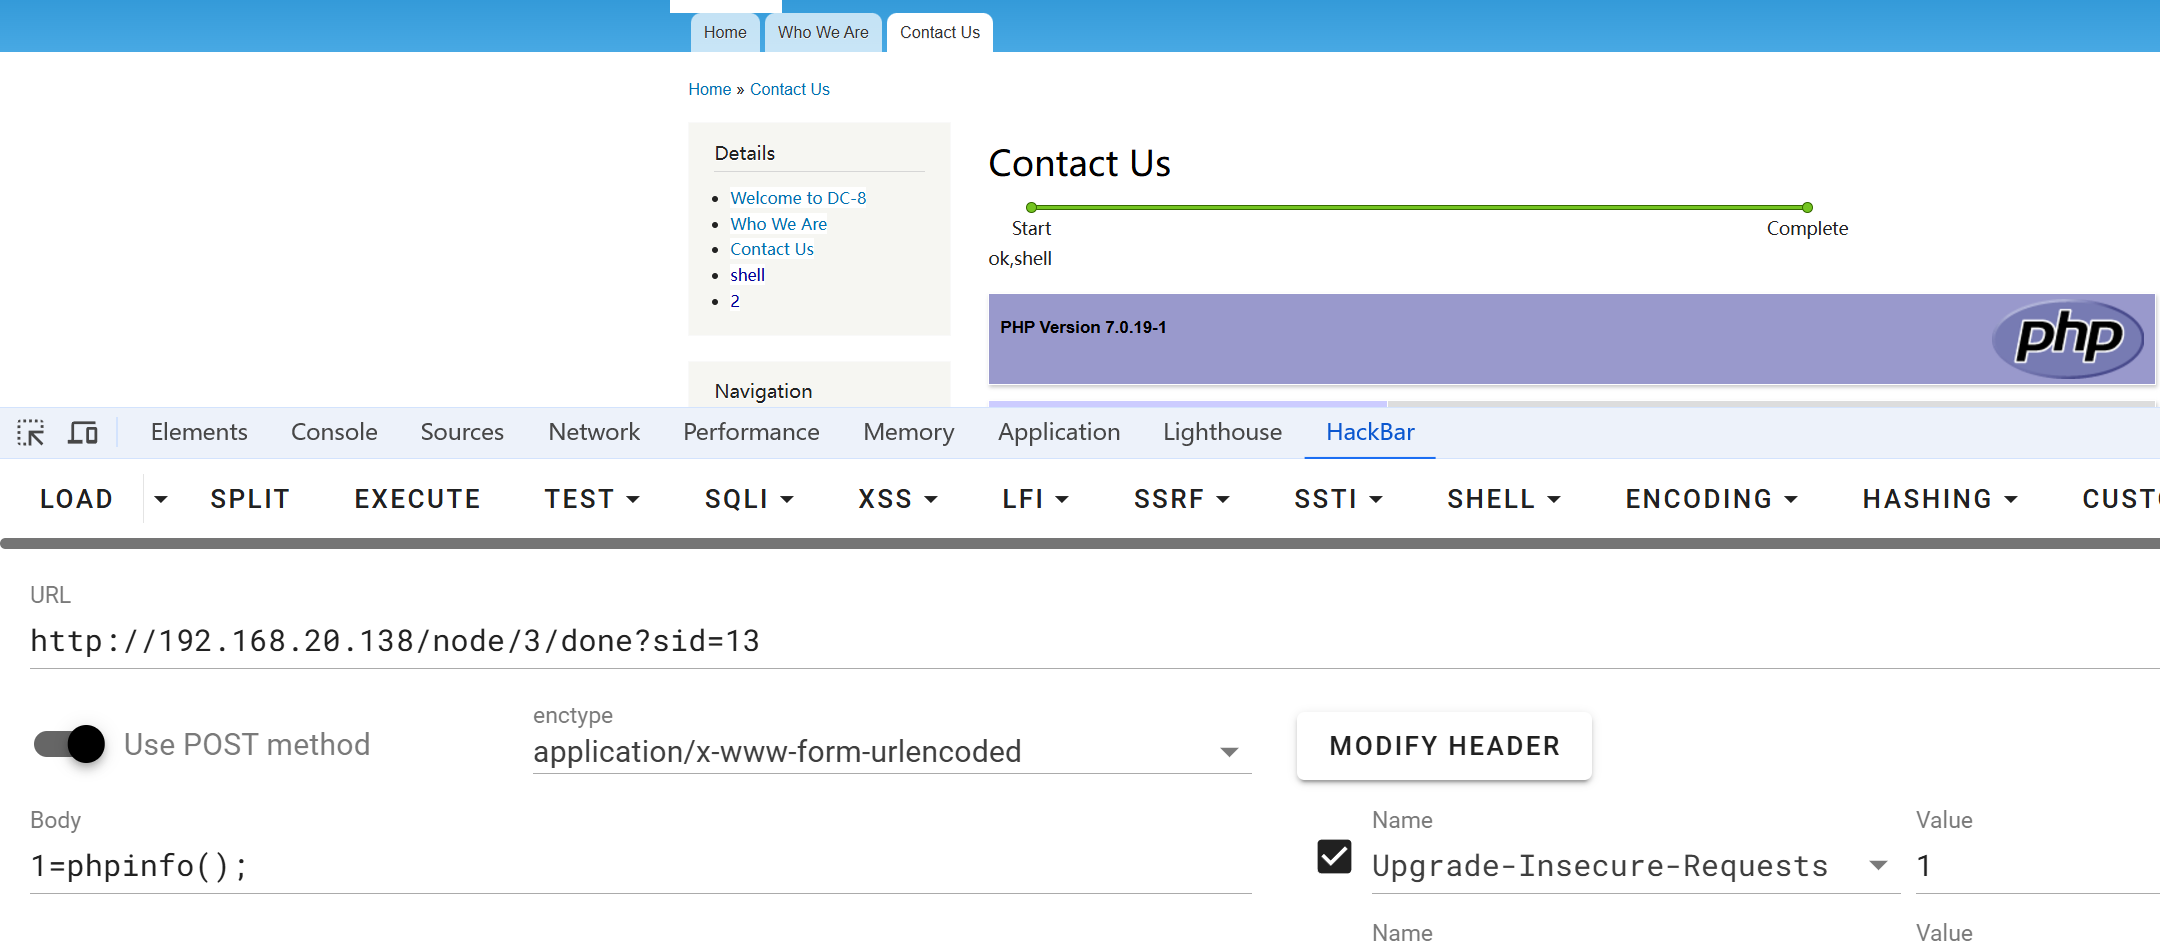 Home Who We Are Contact Us
Home » Contact Us
Details
Welcome to DC-8
Who We Are
Contact Us
shell
2
Navigation
Contact Us
Start Complete
ok,shell
PHP Version 7.0.19-1
php
Elements Console Sources Network Performance Memory Application Lighthouse HackBar
LOAD SPLIT EXECUTE TEST SQLI XSS LFI SSRF SSTI SHELL ENCODING HASHING CUSTO
URL
http://192.168.20.138/node/3/done?sid=13
Use POST method
enctype
application/x-www-form-urlencoded
MODIFY HEADER
Body
1=phpinfo();
Name Value
Upgrade-Insecure-Requests 1
Name Value